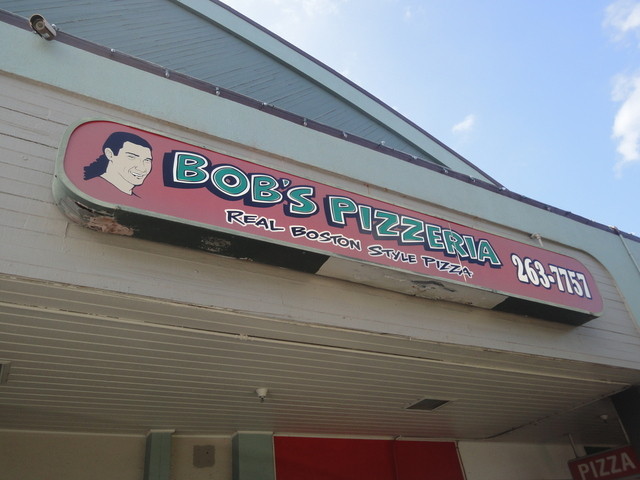 BOB'S PIZZERIA
REAL BOSTON STYLE PIZZA.
263-7757
PIZZA